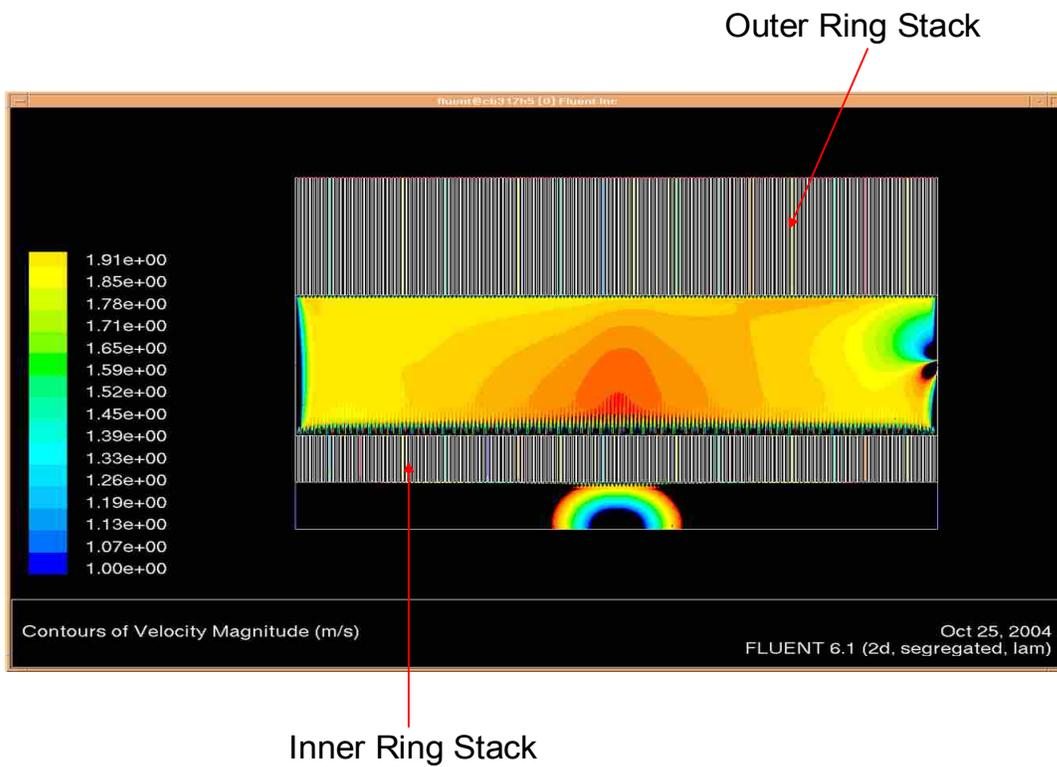 Outer Ring Stack
fluent@cb317h5 [0] Fluent Inc
1.91e+00
1.85e+00
1.78e+00
1.71e+00
1.65e+00
1.59e+00
1.52e+00
1.45e+00
1.39e+00
1.33e+00
1.26e+00
1.19e+00
1.13e+00
1.07e+00
1.00e+00
Contours of Velocity Magnitude (m/s)
Oct 25, 2004
FLUENT 6.1 (2d, segregated, lam)
Inner Ring Stack